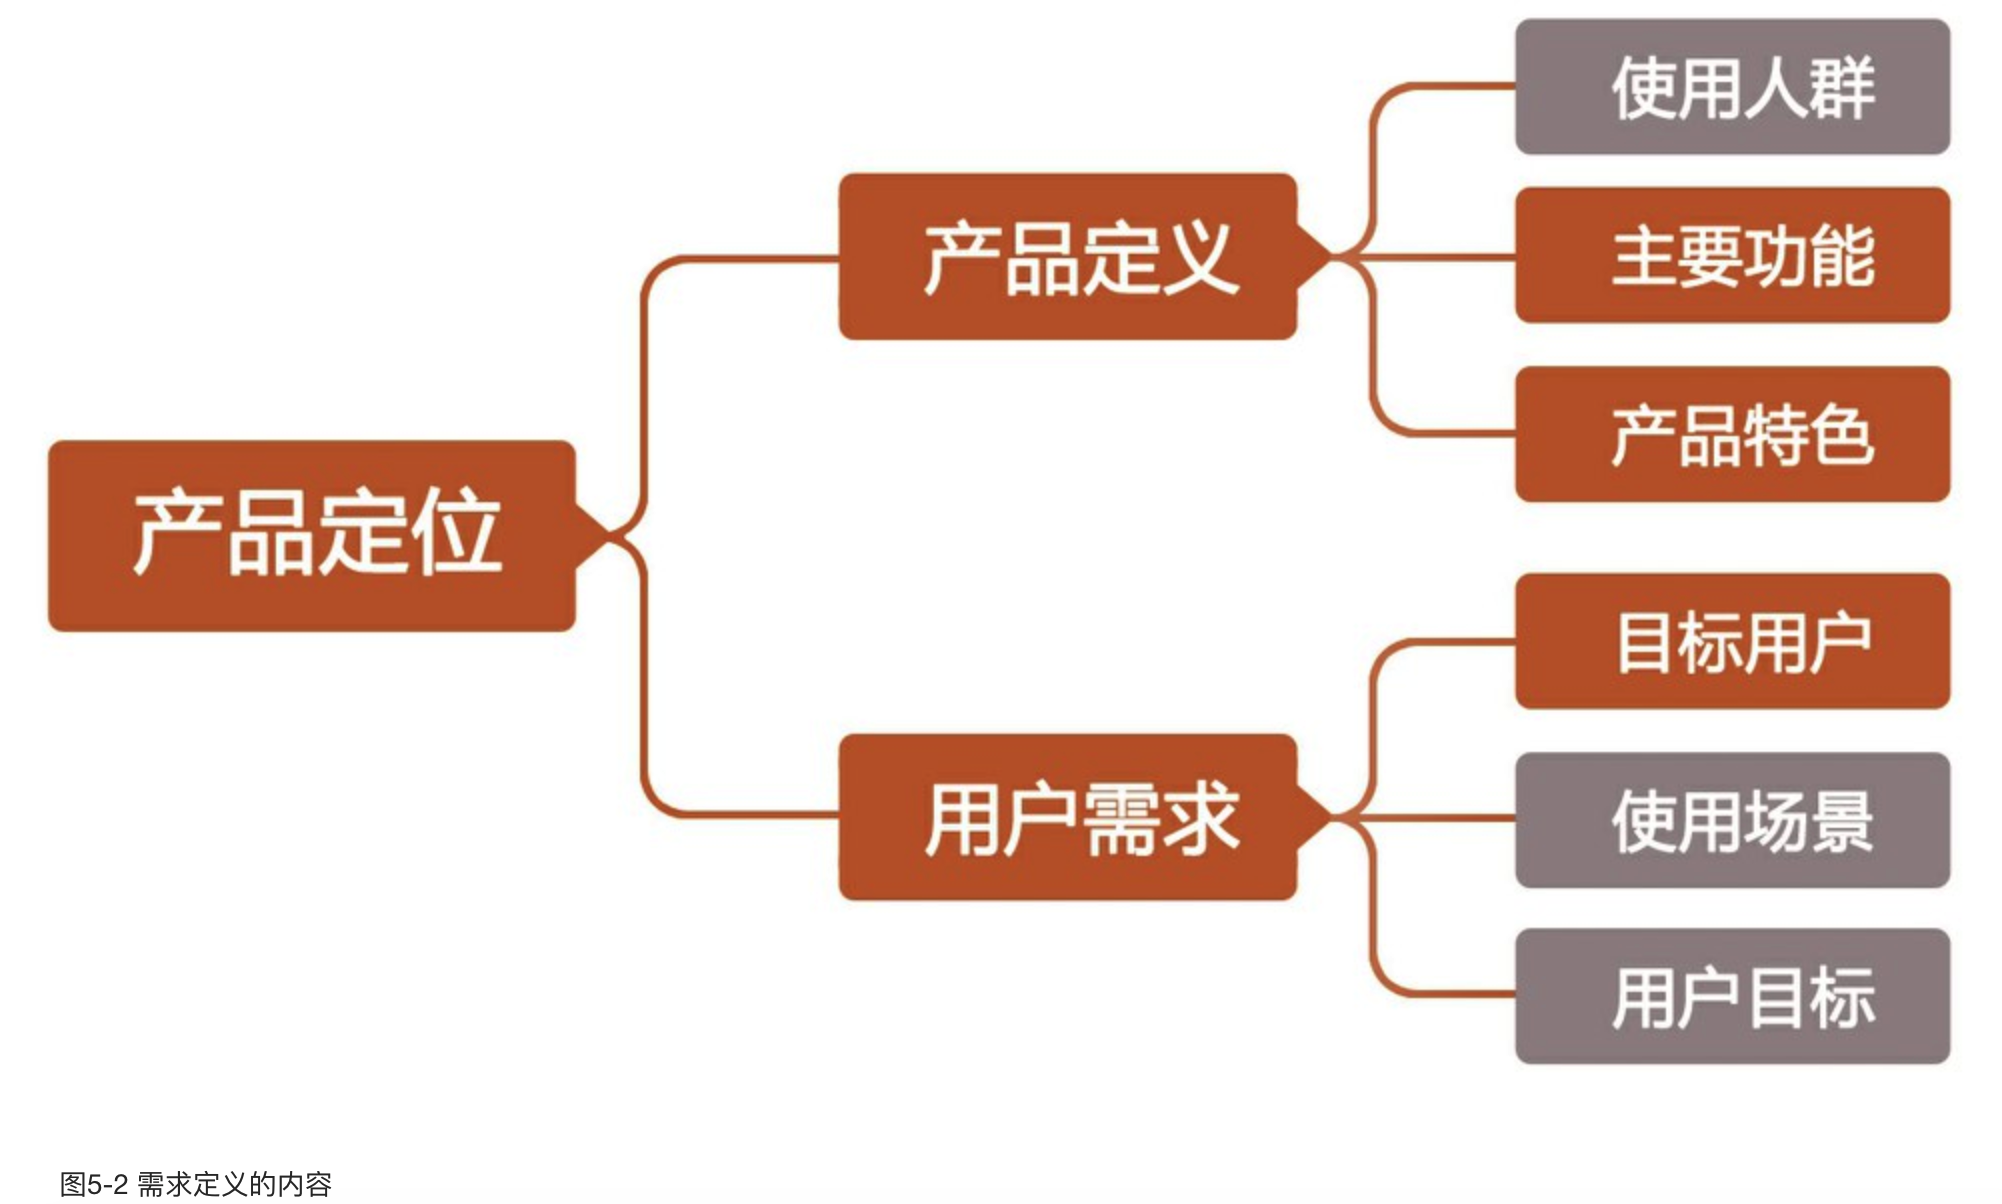 产品定位
产品定义
使用人群
主要功能
产品特色
用户需求
目标用户
使用场景
用户目标
图5-2 需求定义的内容